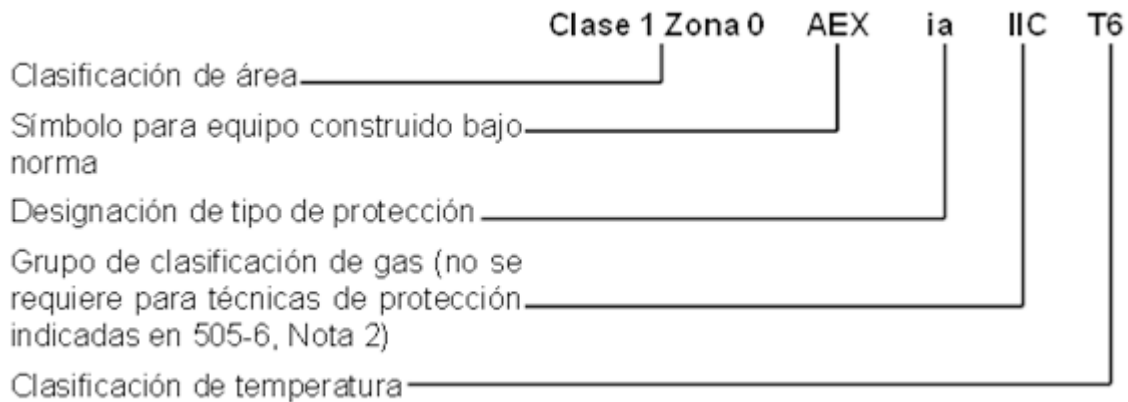 Clase 1 Zona 0 AEX ia IIC T6
Clasificación de área
Símbolo para equipo construido bajo
norma
Designación de tipo de protección
Grupo de clasificación de gas (no se
requiere para técnicas de protección
indicadas en 505-6, Nota 2)
Clasificación de temperatura